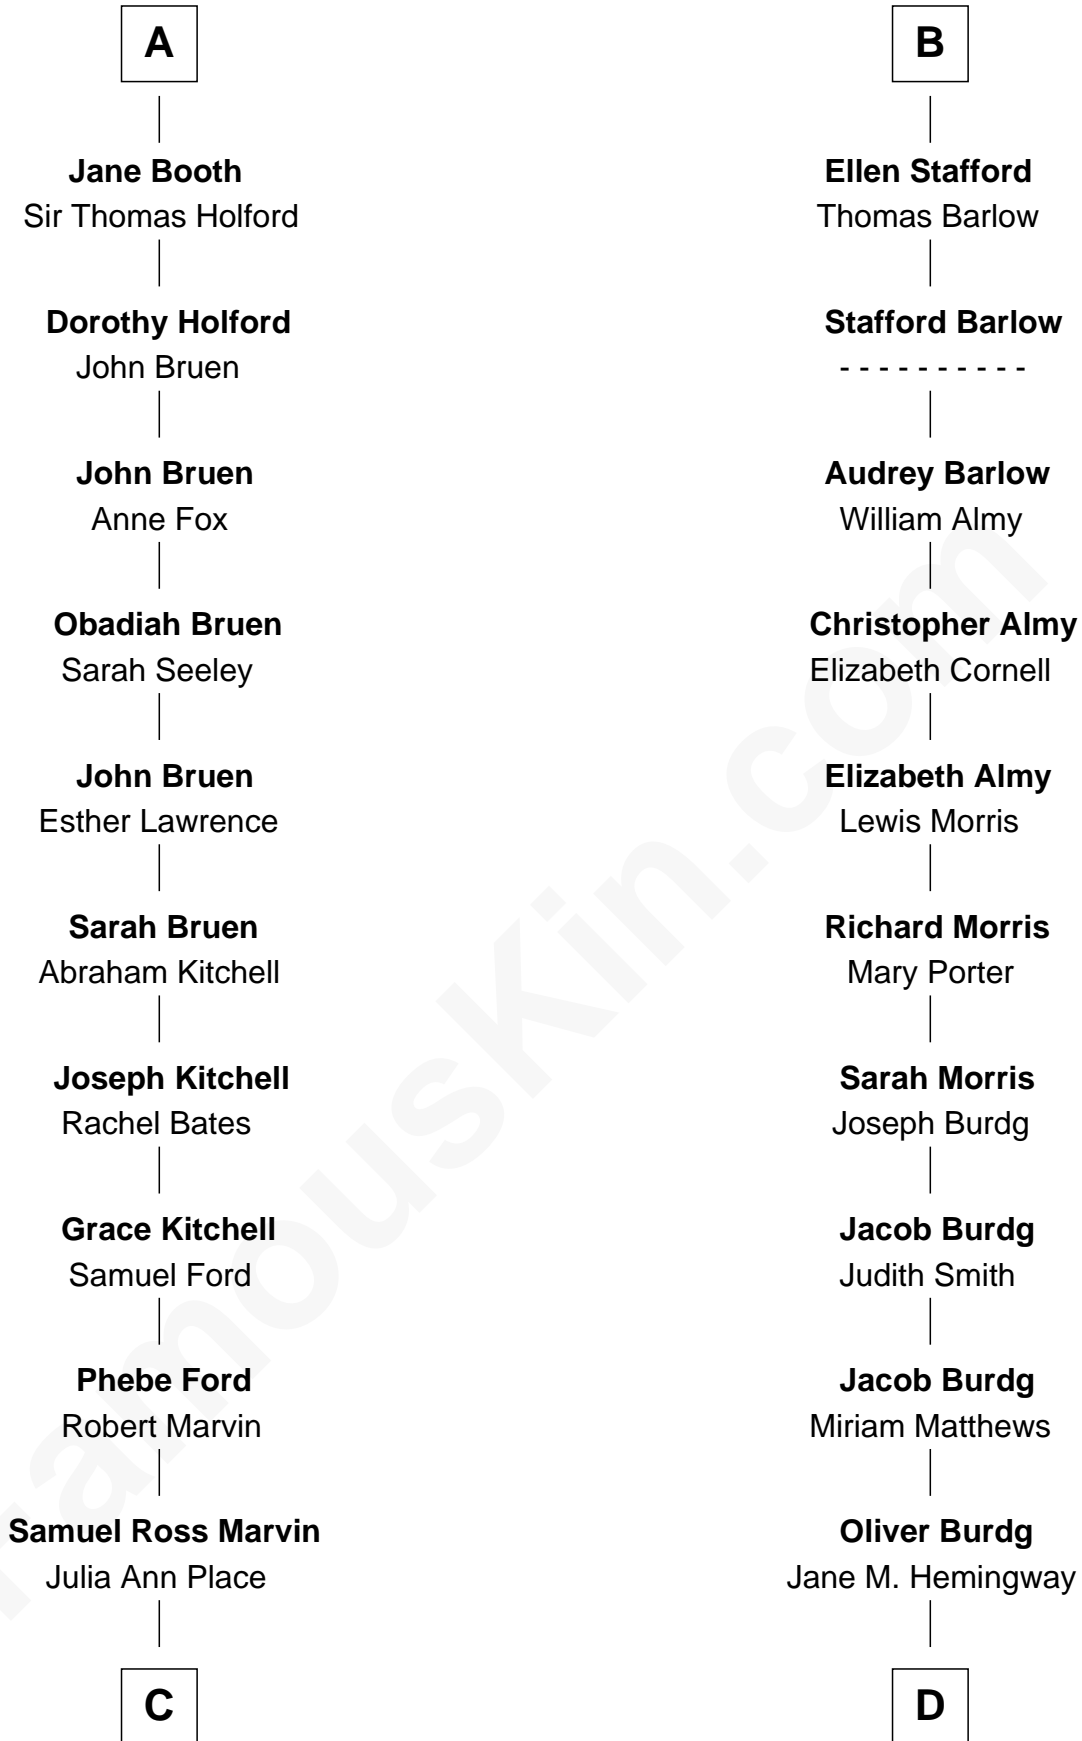 A
Jane Booth
Sir Thomas Holford
Dorothy Holford
John Bruen
John Bruen
Anne Fox
Obadiah Bruen
Sarah Seeley
John Bruen
Esther Lawrence
Sarah Bruen
Abraham Kitchell
Joseph Kitchell
Rachel Bates
Grace Kitchell
Samuel Ford
Phebe Ford
Robert Marvin
Samuel Ross Marvin
Julia Ann Place
C
B
Ellen Stafford
Thomas Barlow
Stafford Barlow
- - - - - - - - - -
Audrey Barlow
William Almy
Christopher Almy
Elizabeth Cornell
Elizabeth Almy
Lewis Morris
Richard Morris
Mary Porter
Sarah Morris
Joseph Burdg
Jacob Burdg
Judith Smith
Jacob Burdg
Miriam Matthews
Oliver Burdg
Jane M. Hemingway
D
FamousKin.com